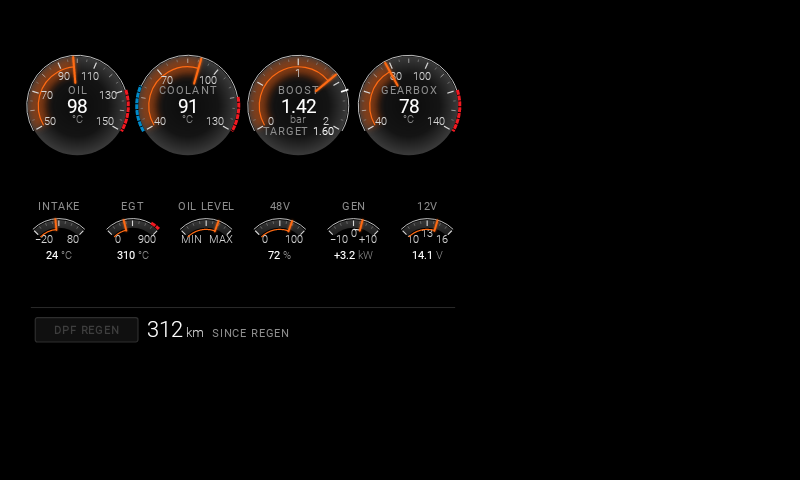 90 110
70 130
50 150
OIL
98
°C
70 100
40 130
COOLANT
91
°C
1
0 2
BOOST
1.42
bar
TARGET 1.60
80 100
40 140
GEARBOX
78
°C
INTAKE
−20 80
24 °C
EGT
0 900
310 °C
OIL LEVEL
MIN MAX
48V
0 100
72 %
GEN
−10 0 +10
+3.2 kW
12V
10 13 16
14.1 V
DPF REGEN
312 km SINCE REGEN